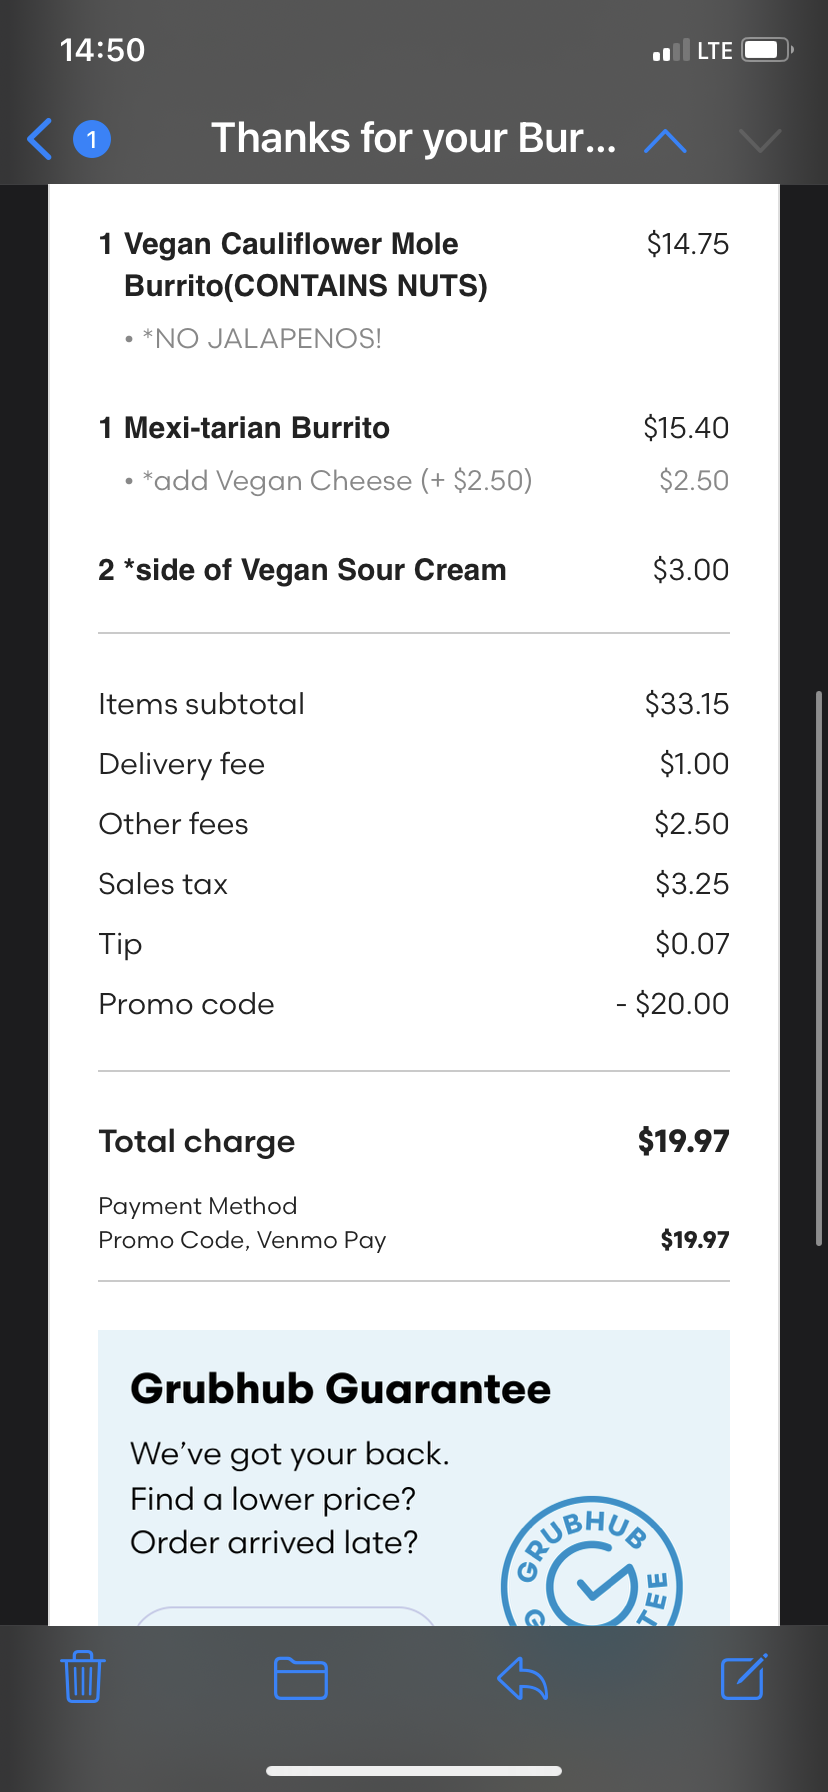 14:50
LTE
1
Thanks for your Bur...
1 Vegan Cauliflower Mole $14.75
Burrito(CONTAINS NUTS)
• *NO JALAPENOS!
1 Mexi-tarian Burrito $15.40
• *add Vegan Cheese (+ $2.50) $2.50
2 *side of Vegan Sour Cream $3.00
Items subtotal $33.15
Delivery fee $1.00
Other fees $2.50
Sales tax $3.25
Tip $0.07
Promo code - $20.00
Total charge $19.97
Payment Method
Promo Code, Venmo Pay $19.97
Grubhub Guarantee
We've got your back.
Find a lower price?
Order arrived late?
GRUBHUB